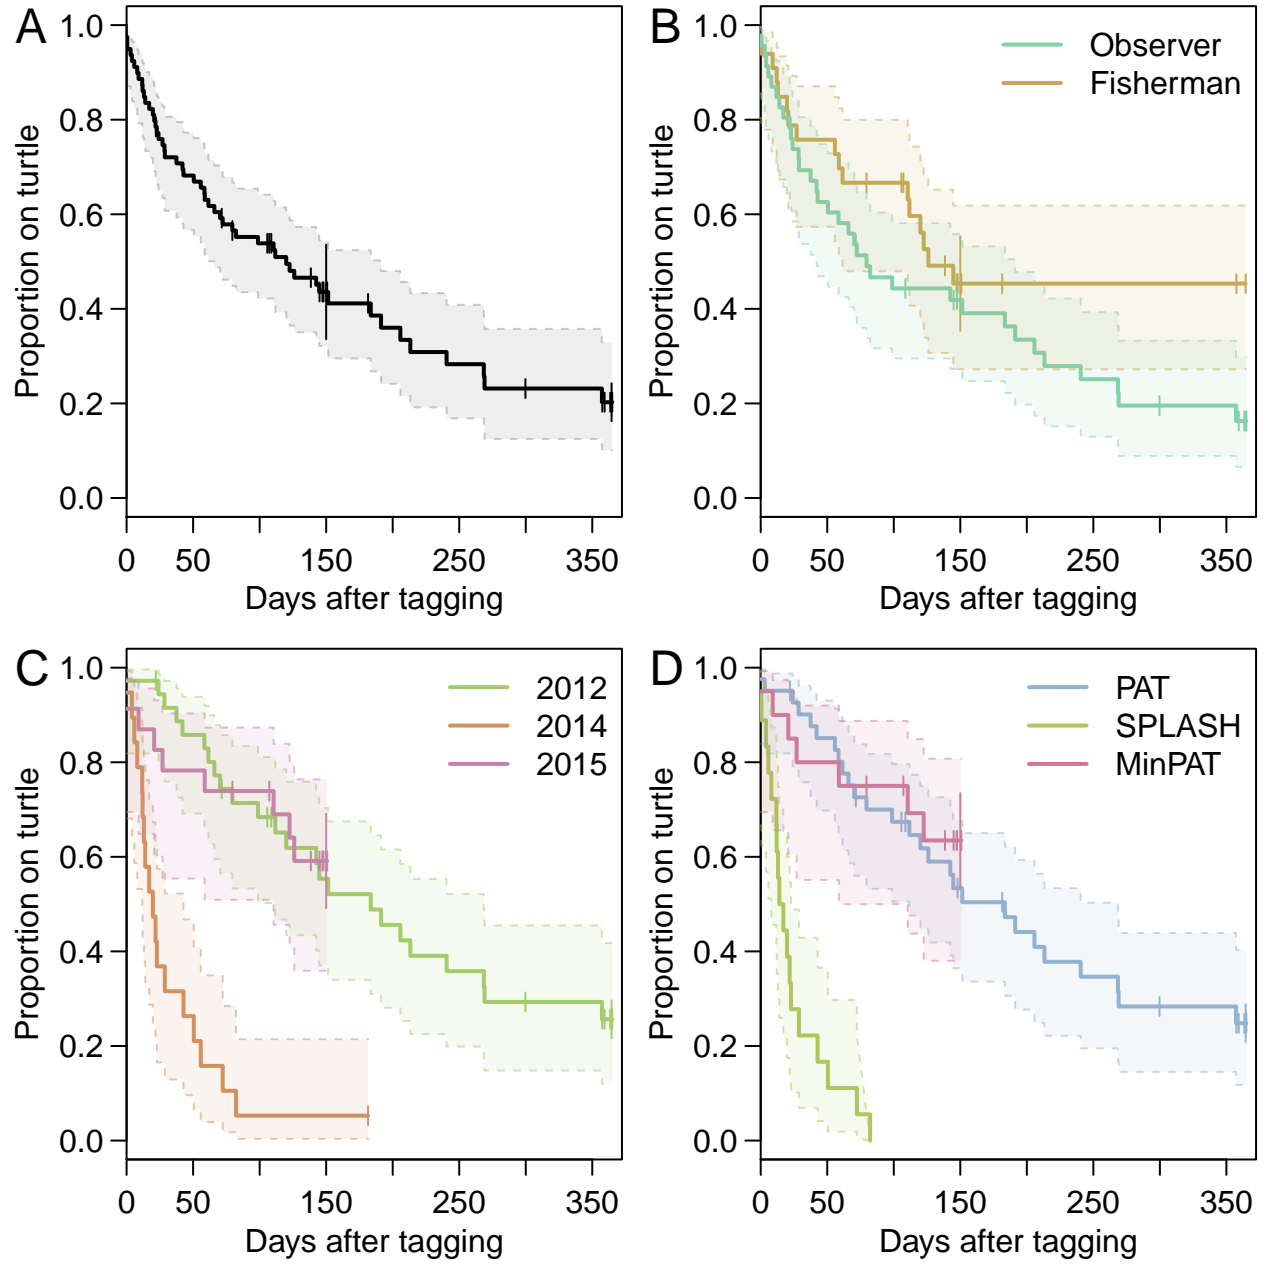 A
Proportion on turtle
1.0
0.8
0.6
0.4
0.2
0.0
0 50 150 250 350
Days after tagging
B
Observer
Fisherman
Proportion on turtle
1.0
0.8
0.6
0.4
0.2
0.0
0 50 150 250 350
Days after tagging
C
2012
2014
2015
Proportion on turtle
1.0
0.8
0.6
0.4
0.2
0.0
0 50 150 250 350
Days after tagging
D
PAT
SPLASH
MinPAT
Proportion on turtle
1.0
0.8
0.6
0.4
0.2
0.0
0 50 150 250 350
Days after tagging